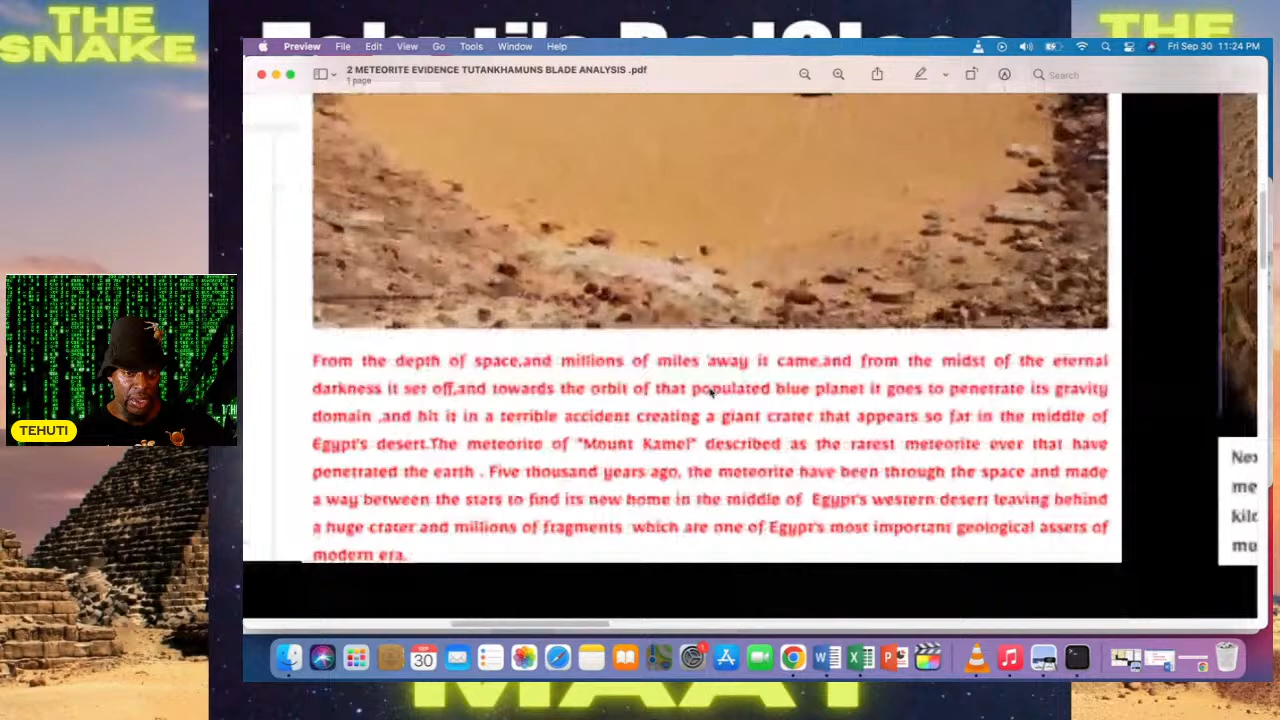 THE
SNAKE
THE
Preview File Edit View Go Tools Window Help
Fri Sep 30 11:24 PM
2 METEORITE EVIDENCE TUTANKHAMUNS BLADE ANALYSIS .pdf
1 page
Search
From the depth of space,and millions of miles away it came,and from the midst of the eternal
darkness it set off,and towards the orbit of that populated blue planet it goes to penetrate its gravity
domain ,and hit it in a terrible accident creating a giant crater that appears so far in the middle of
Egypt's desert.The meteorite of "Mount Kamel" described as the rarest meteorite ever that have
penetrated the earth . Five thousand years ago, the meteorite have been through the space and made
a way between the stars to find its new home in the middle of Egypt's western desert leaving behind
a huge crater and millions of fragments which are one of Egypt's most important geological assets of
modern era.
TEHUTI
SEP
30
MAAT